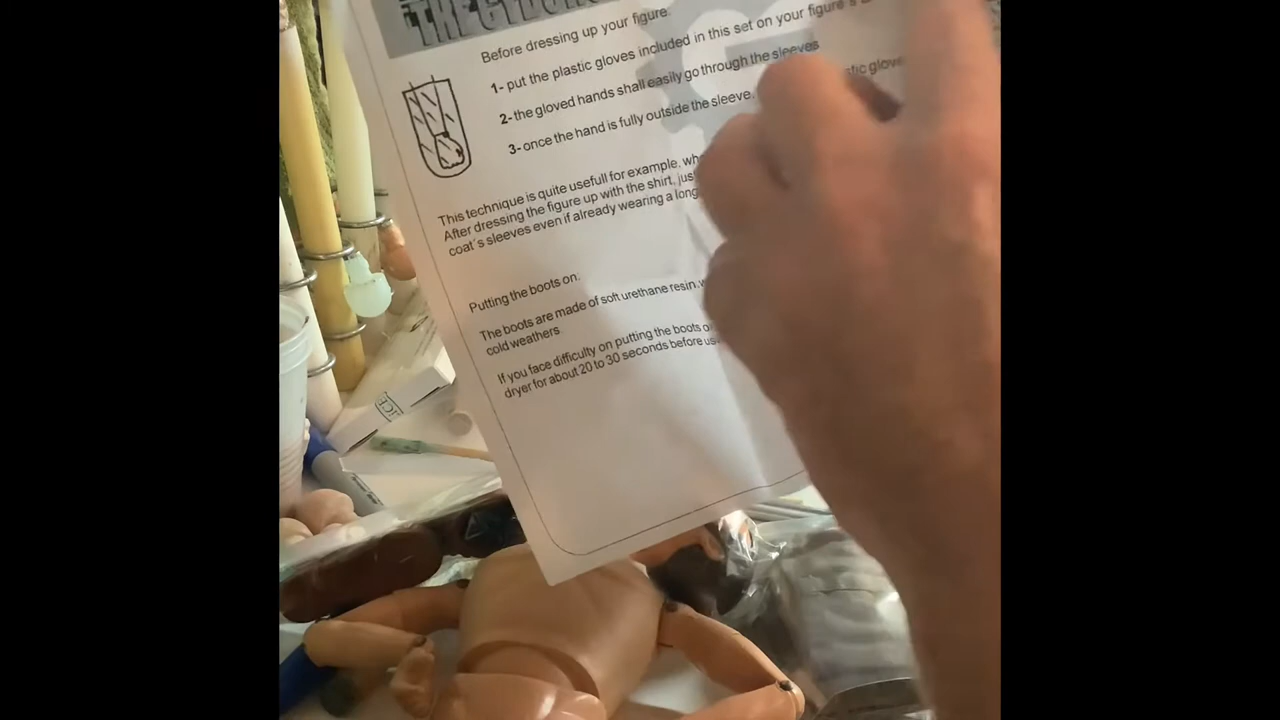 Before dressing up your figure:
1- put the plastic gloves included in this set on your figure's
2- the gloved hands shall easily go through the sleeves
3- once the hand is fully outside the sleeve,
stic glove
This technique is quite usefull for example,
After dressing the figure up with the shirt,
coat´s sleeves even if already wearing a long
Putting the boots on:
The boots are made of soft urethane resin,
cold weathers.
If you face difficulty on putting the boots
dryer for about 20 to 30 seconds before
ICE